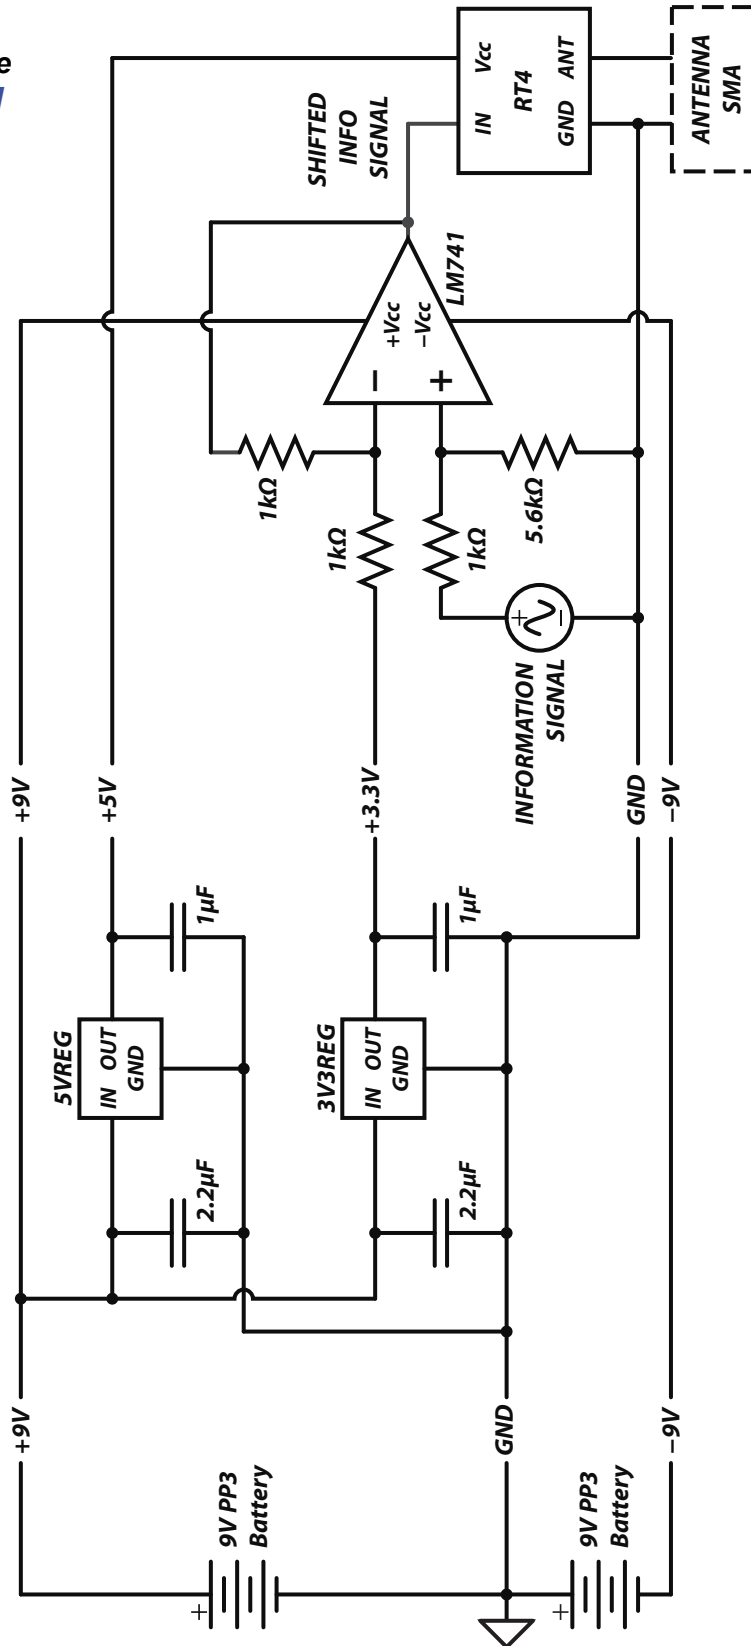 e
ANTENNA
SMA
Vcc
ANT
RT4
IN
GND
SHIFTED
INFO
SIGNAL
LM741
+Vcc
−Vcc
−
+
1kΩ
5.6kΩ
1kΩ
1kΩ
+
−
INFORMATION
SIGNAL
+9V
+5V
+3.3V
GND
−9V
1µF
1µF
5VREG
IN OUT
GND
3V3REG
IN OUT
GND
2.2µF
2.2µF
+9V
GND
−9V
9V PP3
Battery
+
9V PP3
Battery
+